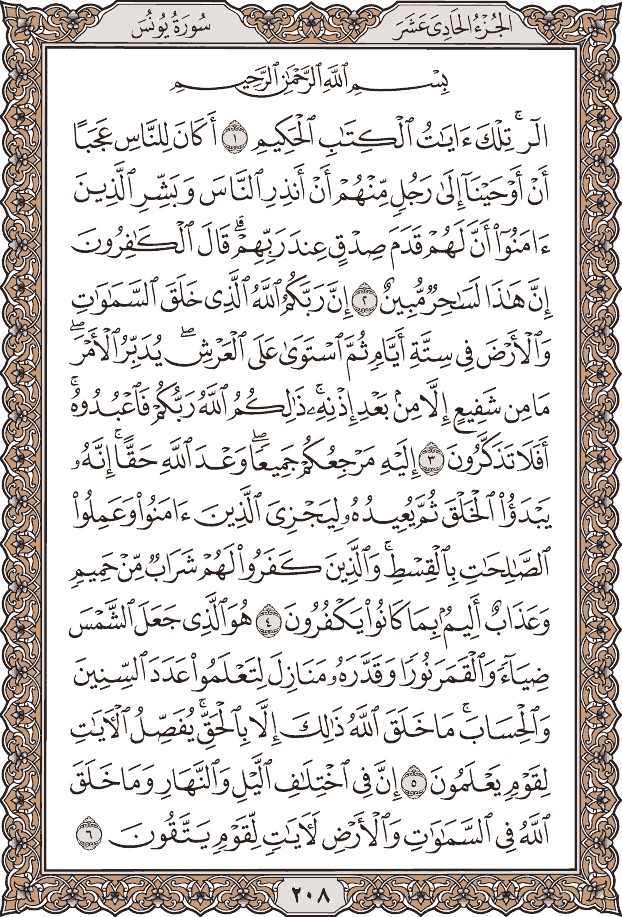 الجُزْءُ الحَادِى عَشَرَ
سُورَةُ يُونُسَ
بِسْمِ ٱللَّهِ ٱلرَّحْمَٰنِ ٱلرَّحِيمِ
الٓرۚ تِلْكَ ءَايَٰتُ ٱلْكِتَٰبِ ٱلْحَكِيمِ ١ أَكَانَ لِلنَّاسِ عَجَبًا
أَنْ أَوْحَيْنَآ إِلَىٰ رَجُلٍ مِّنْهُمْ أَنْ أَنذِرِ ٱلنَّاسَ وَبَشِّرِ ٱلَّذِينَ
ءَامَنُوٓا۟ أَنَّ لَهُمْ قَدَمَ صِدْقٍ عِندَ رَبِّهِمْۗ قَالَ ٱلْكَٰفِرُونَ
إِنَّ هَٰذَا لَسَٰحِرٌ مُّبِينٌ ٢ إِنَّ رَبَّكُمُ ٱللَّهُ ٱلَّذِى خَلَقَ ٱلسَّمَٰوَٰتِ
وَٱلْأَرْضَ فِى سِتَّةِ أَيَّامٍ ثُمَّ ٱسْتَوَىٰ عَلَى ٱلْعَرْشِۖ يُدَبِّرُ ٱلْأَمْرَۖ
مَا مِن شَفِيعٍ إِلَّا مِنۢ بَعْدِ إِذْنِهِۦۚ ذَٰلِكُمُ ٱللَّهُ رَبُّكُمْ فَٱعْبُدُوهُۚ
أَفَلَا تَذَكَّرُونَ ٣ إِلَيْهِ مَرْجِعُكُمْ جَمِيعًاۖ وَعْدَ ٱللَّهِ حَقًّاۚ إِنَّهُۥ
يَبْدَؤُا۟ ٱلْخَلْقَ ثُمَّ يُعِيدُهُۥ لِيَجْزِىَ ٱلَّذِينَ ءَامَنُوا۟ وَعَمِلُوا۟
ٱلصَّٰلِحَٰتِ بِٱلْقِسْطِۚ وَٱلَّذِينَ كَفَرُوا۟ لَهُمْ شَرَابٌ مِّنْ حَمِيمٍ
وَعَذَابٌ أَلِيمٌۢ بِمَا كَانُوا۟ يَكْفُرُونَ ٤ هُوَ ٱلَّذِى جَعَلَ ٱلشَّمْسَ
ضِيَآءً وَٱلْقَمَرَ نُورًا وَقَدَّرَهُۥ مَنَازِلَ لِتَعْلَمُوا۟ عَدَدَ ٱلسِّنِينَ
وَٱلْحِسَابَۚ مَا خَلَقَ ٱللَّهُ ذَٰلِكَ إِلَّا بِٱلْحَقِّۚ يُفَصِّلُ ٱلْءَايَٰتِ
لِقَوْمٍ يَعْلَمُونَ ٥ إِنَّ فِى ٱخْتِلَٰفِ ٱلَّيْلِ وَٱلنَّهَارِ وَمَا خَلَقَ
ٱللَّهُ فِى ٱلسَّمَٰوَٰتِ وَٱلْأَرْضِ لَءَايَٰتٍ لِّقَوْمٍ يَتَّقُونَ ٦
٢٠٨